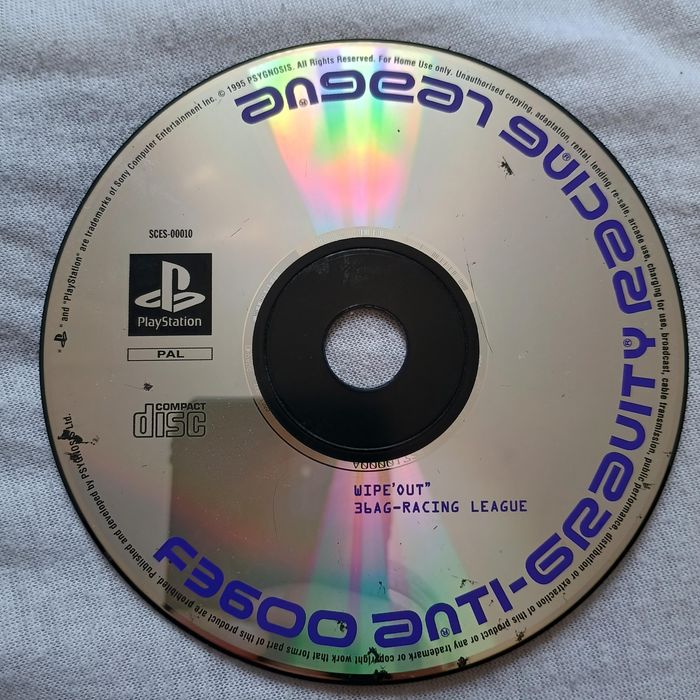 F3600 ANTI-GRAVITY® RACING® LEAGUE®
SCES-00010
PlayStation
PAL
COMPACT
disc
WIPE'OUT"
36AG-RACING LEAGUE
" " and "PlayStation" are trademarks of Sony Computer Entertainment Inc. © 1995 PSYGNOSIS. All Rights Reserved. For Home Use only. Unauthorised copying, adaptation, rental, lending, re-sale, arcade use, charging for use, broadcast, cable transmission, public performance, distribution or extraction of this product or any trademark or copyright work that forms part of this product are prohibited. Published and developed by PSYGNOSIS Ltd.